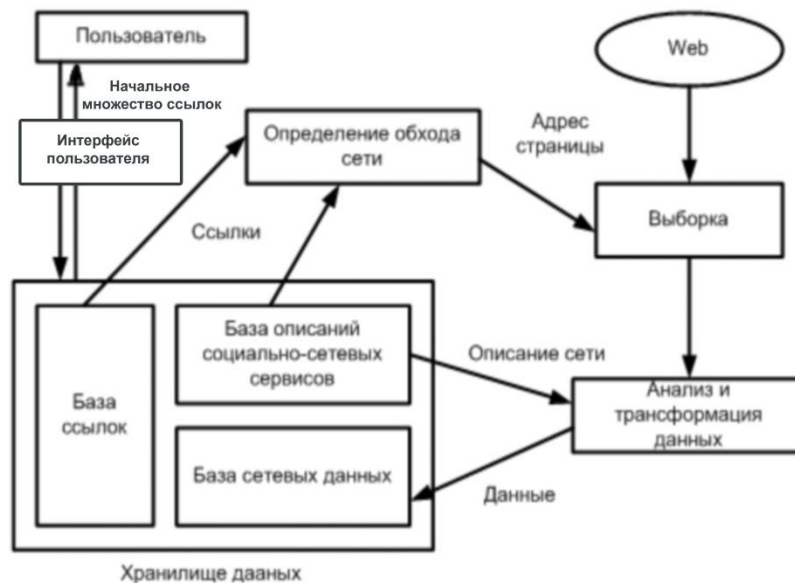 Пользователь
Web
Начальное
множество ссылок
Интерфейс
пользователя
Определение обхода
сети
Адрес
страницы
Выборка
Ссылки
База описаний
социально-сетевых
сервисов
Описание сети
База
ссылок
Анализ и
трансформация
данных
База сетевых данных
Данные
Хранилище дааных